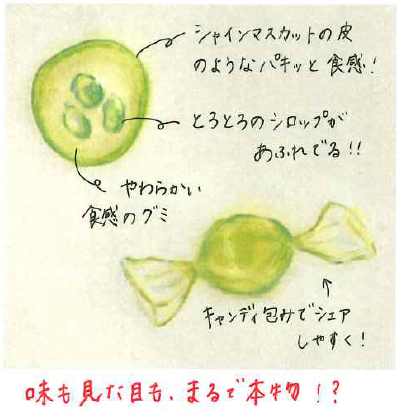 シャインマスカットの皮
のようなパキッと食感！
とろとろのシロップが
あふれでる！！
やわらかい
食感のグミ
キャンディ包みでシェア
しやすく！
味も見た目も、まるで本物！？